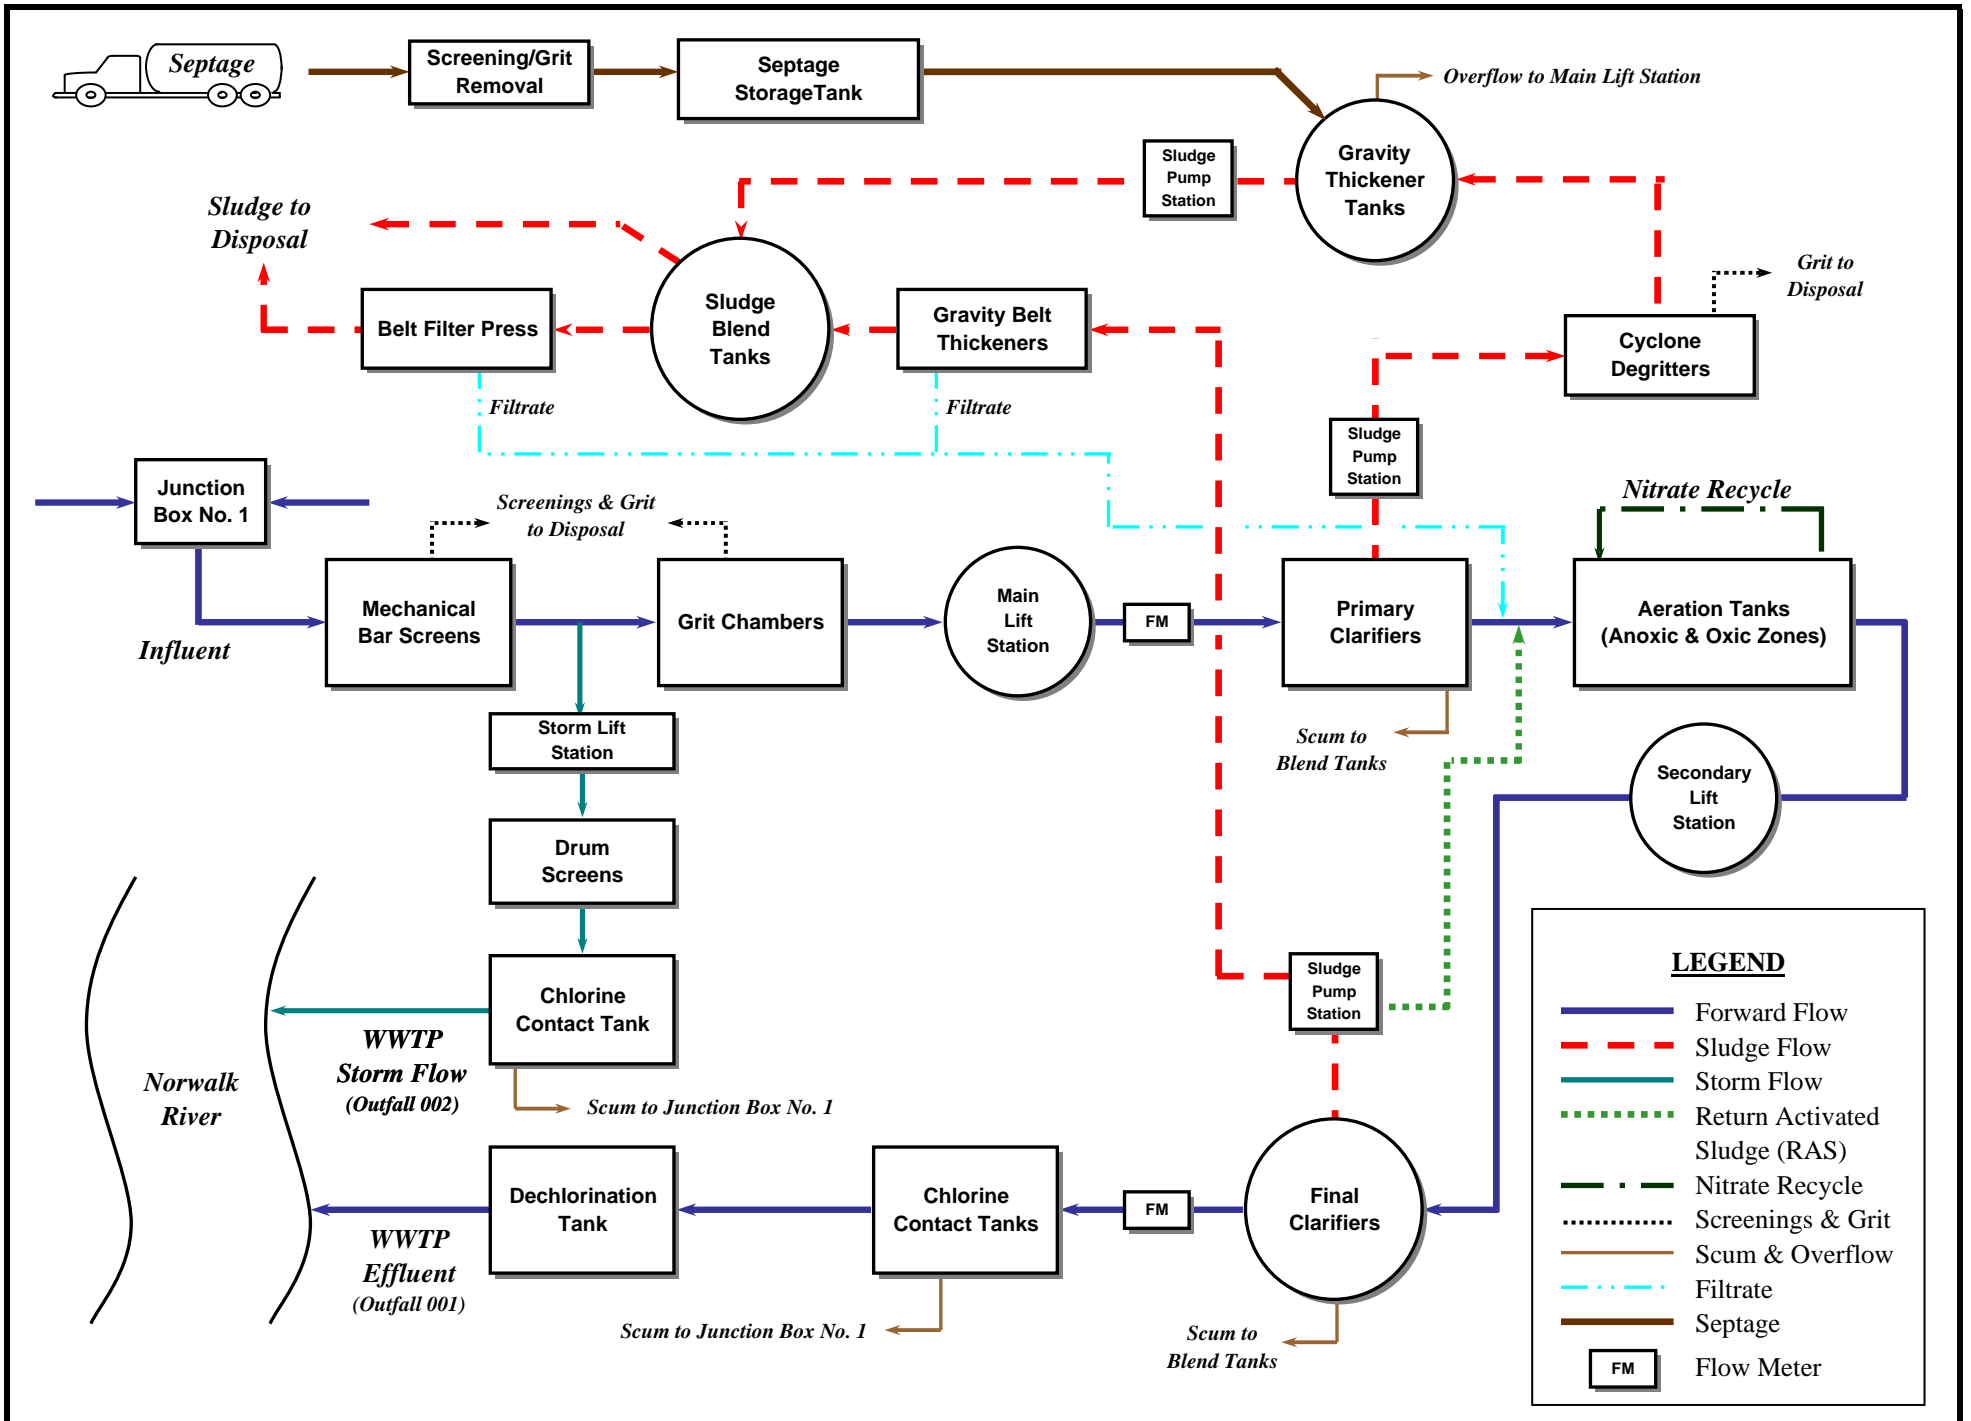 Septage
Screening/Grit
Removal
Septage
StorageTank
Overflow to Main Lift Station
Sludge
Pump
Station
Gravity
Thickener
Tanks
Sludge to
Disposal
Grit to
Disposal
Belt Filter Press
Sludge
Blend
Tanks
Gravity Belt
Thickeners
Cyclone
Degritters
Filtrate
Filtrate
Sludge
Pump
Station
Junction
Box No. 1
Screenings & Grit
to Disposal
Nitrate Recycle
Influent
Mechanical
Bar Screens
Grit Chambers
Main
Lift
Station
FM
Primary
Clarifiers
Aeration Tanks
(Anoxic & Oxic Zones)
Storm Lift
Station
Scum to
Blend Tanks
Secondary
Lift
Station
Drum
Screens
Chlorine
Contact Tank
Sludge
Pump
Station
WWTP
Storm Flow
(Outfall 002)
Norwalk
River
Scum to Junction Box No. 1
Dechlorination
Tank
Chlorine
Contact Tanks
FM
Final
Clarifiers
WWTP
Effluent
(Outfall 001)
Scum to Junction Box No. 1
Scum to
Blend Tanks
LEGEND
Forward Flow
Sludge Flow
Storm Flow
Return Activated
Sludge (RAS)
Nitrate Recycle
Screenings & Grit
Scum & Overflow
Filtrate
Septage
FM
Flow Meter